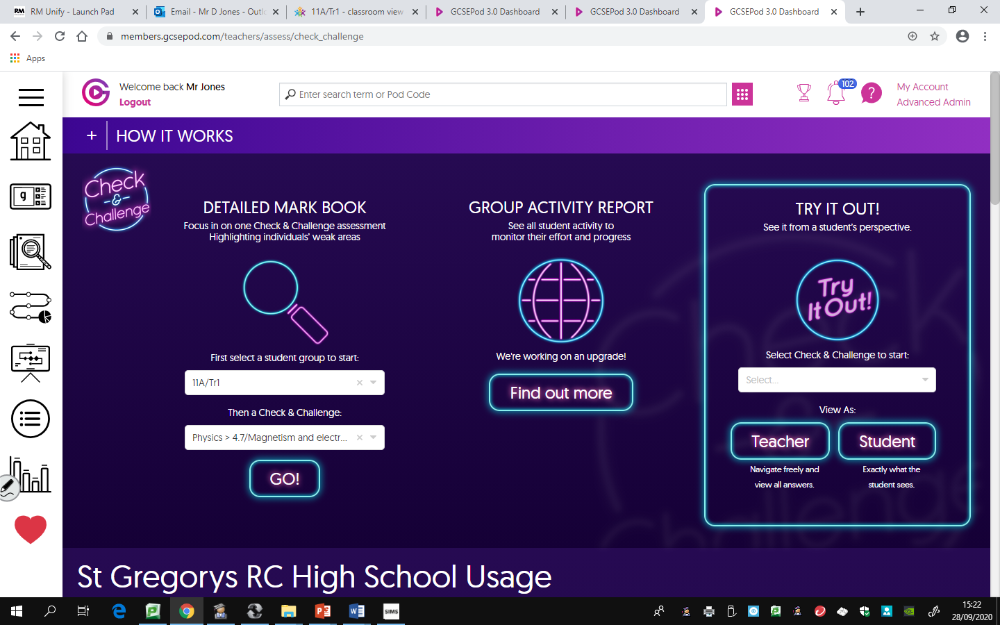 RM Unify - Launch Pad
Email - Mr D Jones - Outlo
11A/Tr1 - classroom view
GCSEPod 3.0 Dashboard
GCSEPod 3.0 Dashboard
GCSEPod 3.0 Dashboard
members.gcsepod.com/teachers/assess/check_challenge
Apps
Welcome back Mr Jones
Logout
Enter search term or Pod Code
102
?
My Account
Advanced Admin
+ HOW IT WORKS
Check
&
Challenge
DETAILED MARK BOOK
Focus in on one Check & Challenge assessment
Highlighting individuals' weak areas
First select a student group to start:
11A/Tr1
Then a Check & Challenge:
Physics > 4.7/Magnetism and electr...
GO!
GROUP ACTIVITY REPORT
See all student activity to
monitor their effort and progress
We're working on an upgrade!
Find out more
TRY IT OUT!
See it from a student's perspective.
Try
It Out!
Select Check & Challenge to start:
Select...
View As:
Teacher
Student
Navigate freely and
view all answers.
Exactly what the
student sees.
St Gregorys RC High School Usage
SIMS
15:22
28/09/2020